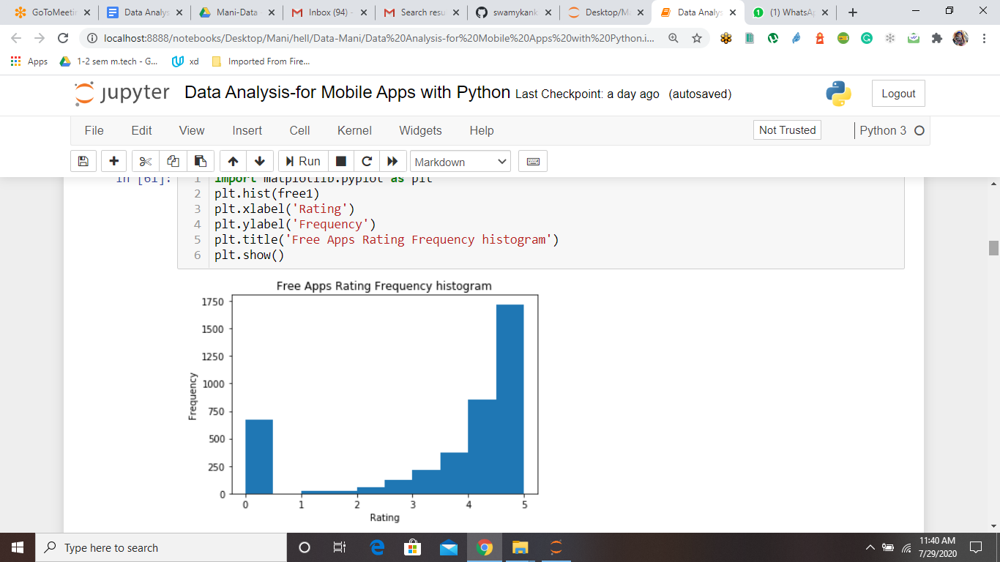 GoToMeetin
Data Analys
Mani-Data
Inbox (94) -
Search resu
swamykank
Desktop/Ma
Data Analys
(1) WhatsAp
localhost:8888/notebooks/Desktop/Mani/hell/Data-Mani/Data%20Analysis-for%20Mobile%20Apps%20with%20Python.i...
Apps
1-2 sem m.tech - G...
xd
Imported From Fire...
jupyter Data Analysis-for Mobile Apps with Python Last Checkpoint: a day ago (autosaved)
Logout
File Edit View Insert Cell Kernel Widgets Help
Not Trusted
Python 3
Run
Markdown
In [61]:
1 import matplotlib.pyplot as plt
2 plt.hist(free1)
3 plt.xlabel('Rating')
4 plt.ylabel('Frequency')
5 plt.title('Free Apps Rating Frequency histogram')
6 plt.show()
Free Apps Rating Frequency histogram
1750
1500
1250
1000
750
500
250
0
Frequency
0 1 2 3 4 5
Rating
Type here to search
11:40 AM
7/29/2020